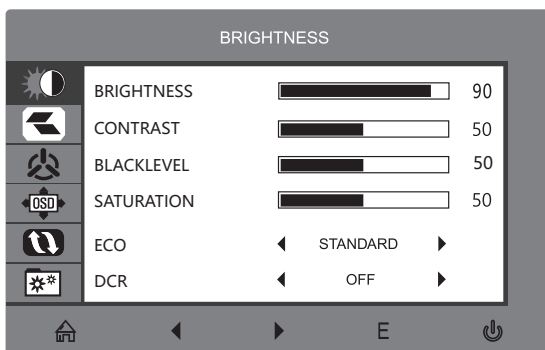 BRIGHTNESS
BRIGHTNESS 90
CONTRAST 50
BLACKLEVEL 50
SATURATION 50
OSD
ECO STANDARD
DCR OFF
E